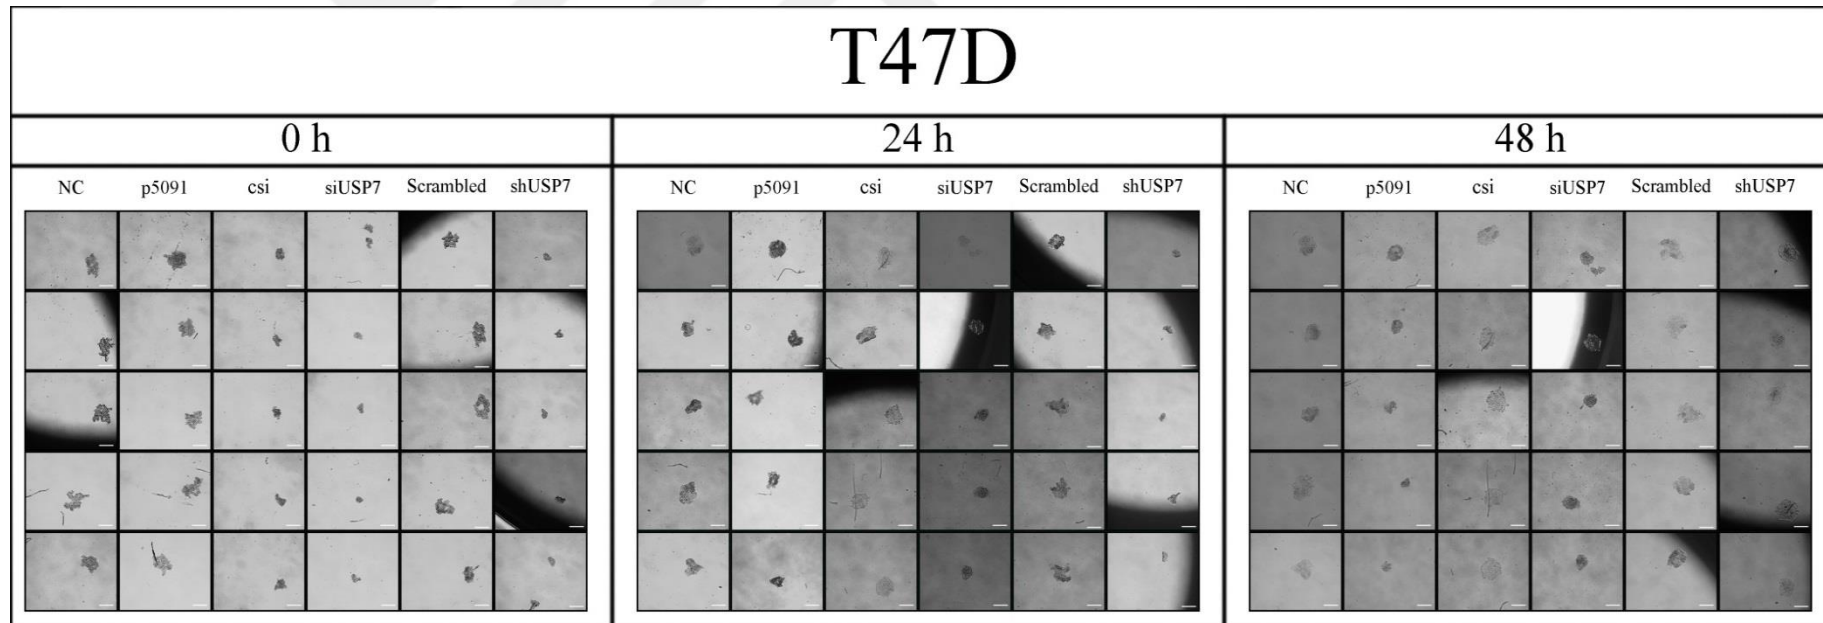 T47D
0 h 24 h 48 h
NC p5091 csi siUSP7 Scrambled shUSP7 NC p5091 csi siUSP7 Scrambled shUSP7 NC p5091 csi siUSP7 Scrambled shUSP7